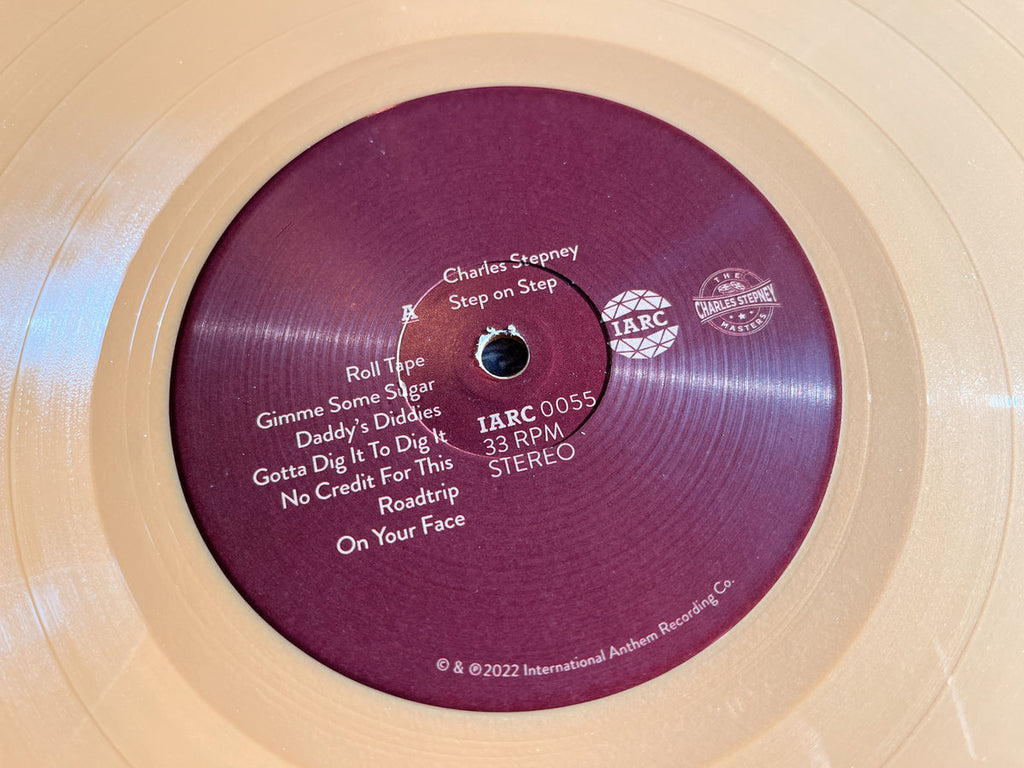 Charles Stepney
Step on Step
A
IARC
THE
CHARLES STEPNEY
MASTERS
Roll Tape
Gimme Some Sugar
Daddy's Diddies
Gotta Dig It To Dig It
No Credit For This
Roadtrip
On Your Face
IARC 0055
33 RPM
STEREO
© & ℗2022 International Anthem Recording Co.